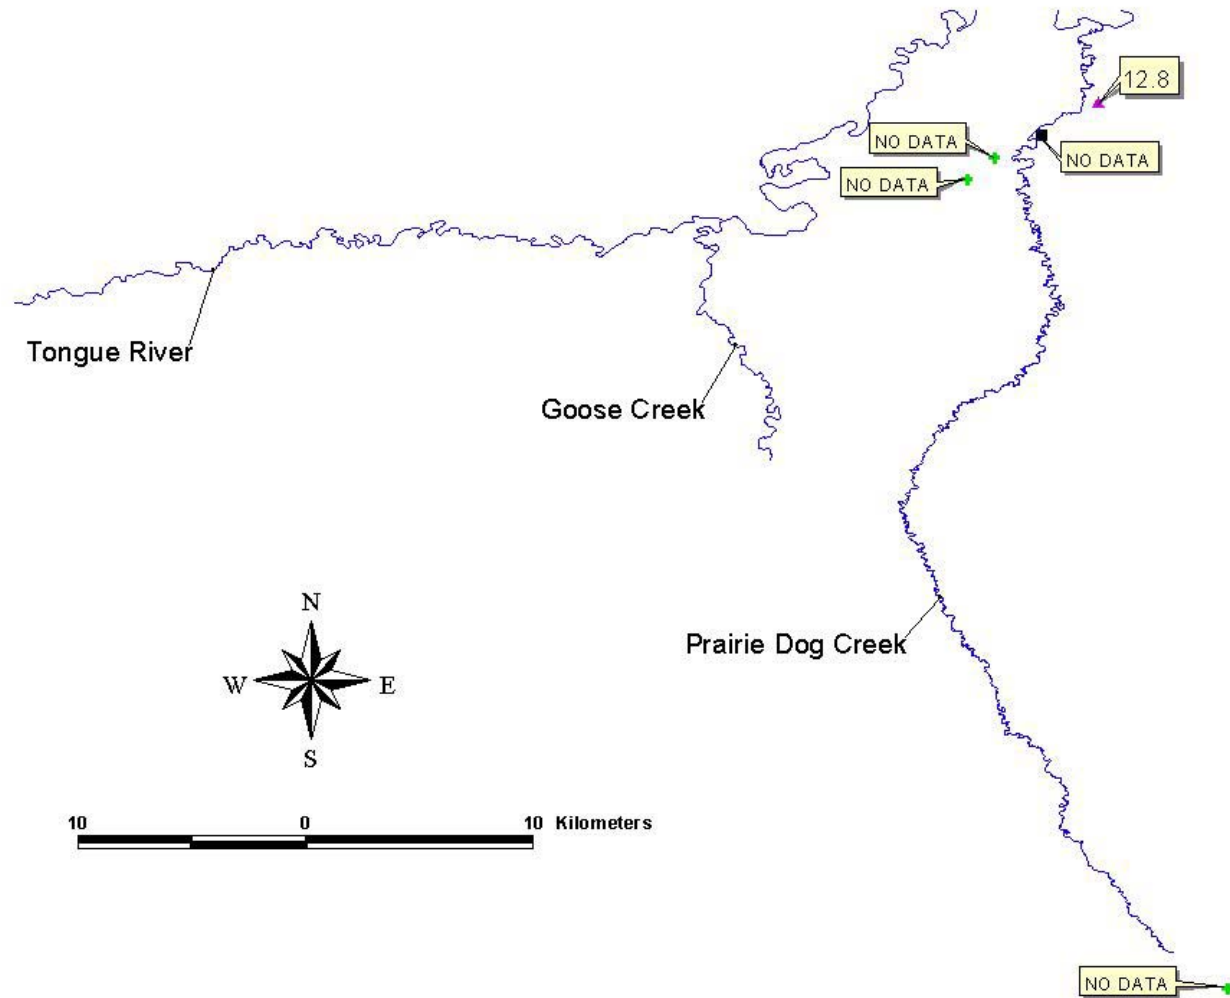 12.8
NO DATA
NO DATA
NO DATA
Tongue River
Goose Creek
N
Prairie Dog Creek
W E
S
10 0 10 Kilometers
NO DATA